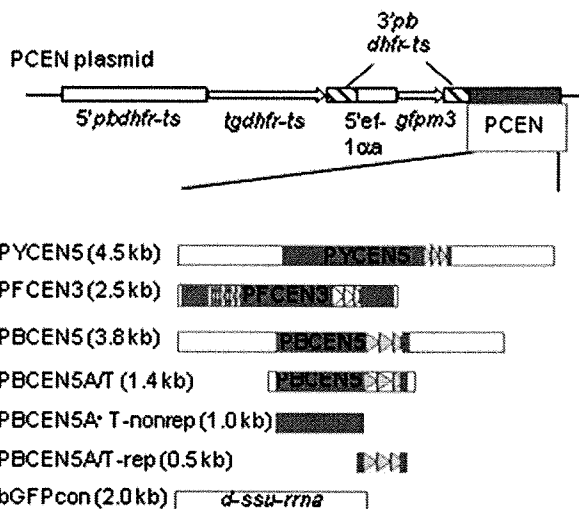 3'pb
dhfr-ts
PCEN plasmid
5'pbdhfr-ts
tgdhfr-ts
5'ef-
1αa
gfpm3
PCEN
PYCEN5 (4.5 kb)
PYCEN5
PFCEN3 (2.5 kb)
PFCEN3
PBCEN5 (3.8 kb)
PBCEN5
PBCEN5A/T (1.4 kb)
PBCEN5
PBCEN5A· T-nonrep (1.0 kb)
PBCEN5A/T-rep (0.5 kb)
bGFPcon (2.0 kb)
d-ssu-rrna